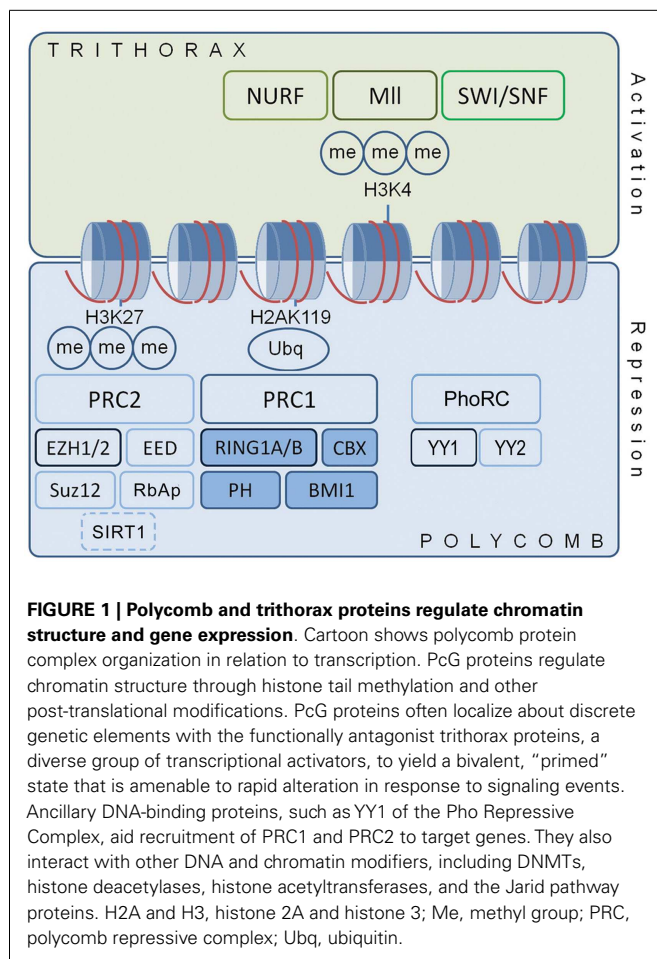 TRITHORAX
Activation
NURF
Mll
SWI/SNF
me me me
H3K4
H3K27
H2AK119
me me me
Ubq
Repression
PRC2
PRC1
PhoRC
EZH1/2
EED
RING1A/B
CBX
YY1
YY2
Suz12
RbAp
PH
BMI1
SIRT1
POLYCOMB
FIGURE 1 | Polycomb and trithorax proteins regulate chromatin
structure and gene expression. Cartoon shows polycomb protein
complex organization in relation to transcription. PcG proteins regulate
chromatin structure through histone tail methylation and other
post-translational modifications. PcG proteins often localize about discrete
genetic elements with the functionally antagonist trithorax proteins, a
diverse group of transcriptional activators, to yield a bivalent, “primed”
state that is amenable to rapid alteration in response to signaling events.
Ancillary DNA-binding proteins, such as YY1 of the Pho Repressive
Complex, aid recruitment of PRC1 and PRC2 to target genes. They also
interact with other DNA and chromatin modifiers, including DNMTs,
histone deacetylases, histone acetyltransferases, and the Jarid pathway
proteins. H2A and H3, histone 2A and histone 3; Me, methyl group; PRC,
polycomb repressive complex; Ubq, ubiquitin.